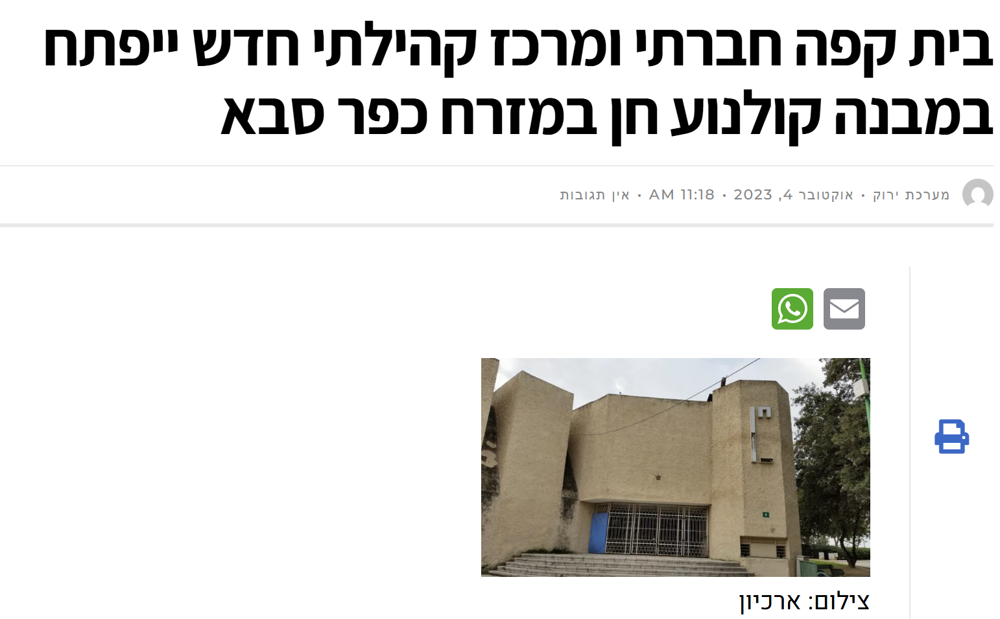 בית קפה חברתי ומרכז קהילתי חדש ייפתח
במבנה קולנוע חן במזרח כפר סבא
מערכת ירוק • אוקטובר 4, 2023 • 11:18 AM • אין תגובות
חן
צילום: ארכיון